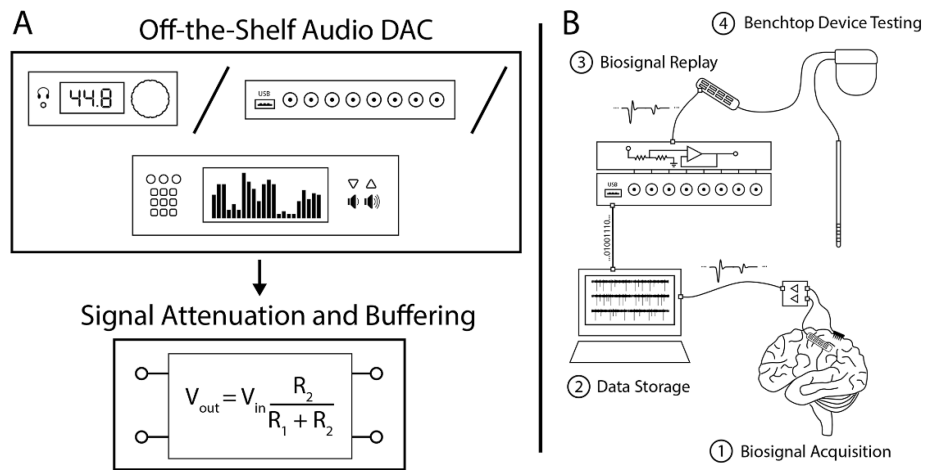 A
Off-the-Shelf Audio DAC
44.8
USB
Signal Attenuation and Buffering
V_out = V_in R_2 / (R_1 + R_2)
B
④ Benchtop Device Testing
③ Biosignal Replay
... ...
USB
...01001110...
... ...
② Data Storage
① Biosignal Acquisition